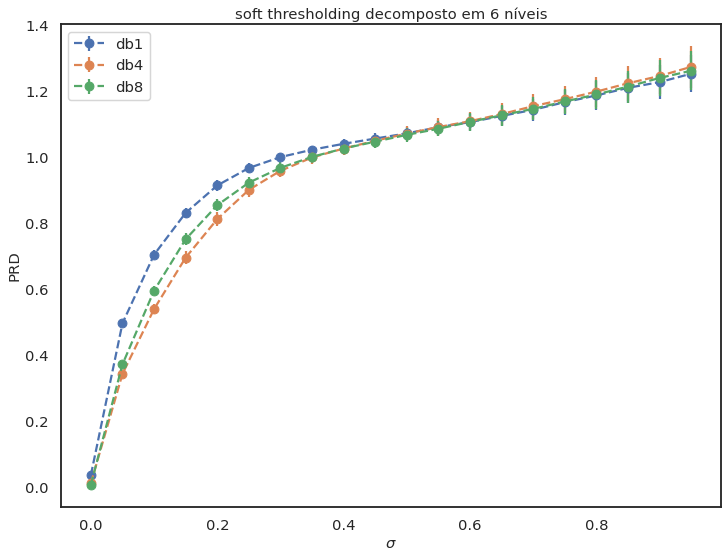 soft thresholding decomposto em 6 níveis
db1
db4
db8
PRD
1.4
1.2
1.0
0.8
0.6
0.4
0.2
0.0
0.0 0.2 0.4 0.6 0.8
σ